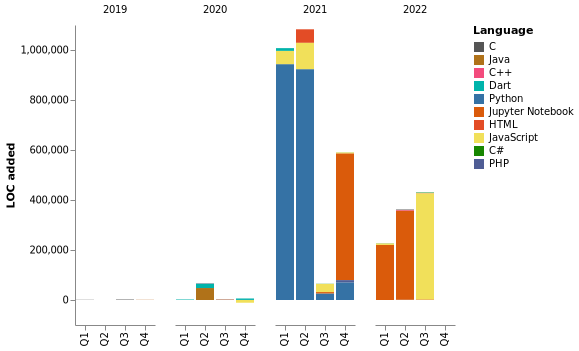 2019 2020 2021 2022
LOC added
1,000,000
800,000
600,000
400,000
200,000
0
Q1 Q2 Q3 Q4 Q1 Q2 Q3 Q4 Q1 Q2 Q3 Q4 Q1 Q2 Q3 Q4
Language
C
Java
C++
Dart
Python
Jupyter Notebook
HTML
JavaScript
C#
PHP